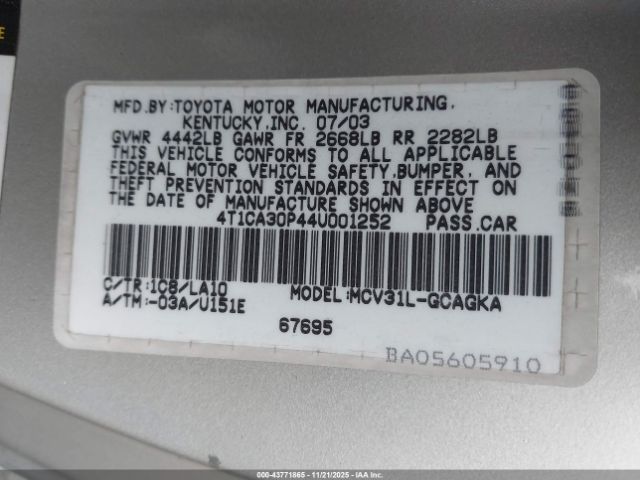 E
MFD.BY:TOYOTA MOTOR MANUFACTURING,
KENTUCKY,INC. 07/03
GVWR 4442LB GAWR FR 2668LB RR 2282LB
THIS VEHICLE CONFORMS TO ALL APPLICABLE
FEDERAL MOTOR VEHICLE SAFETY,BUMPER, AND
THEFT PREVENTION STANDARDS IN EFFECT ON
THE DATE OF MANUFACTURE SHOWN ABOVE
4T1CA30P44U001252 PASS.CAR
C/TR:1C8/LA10 MODEL:MCV31L-GCAGKA
A/TM:-03A/U151E
67695
BA05605910
000-43771865 11/21/2025 COPART/IAA